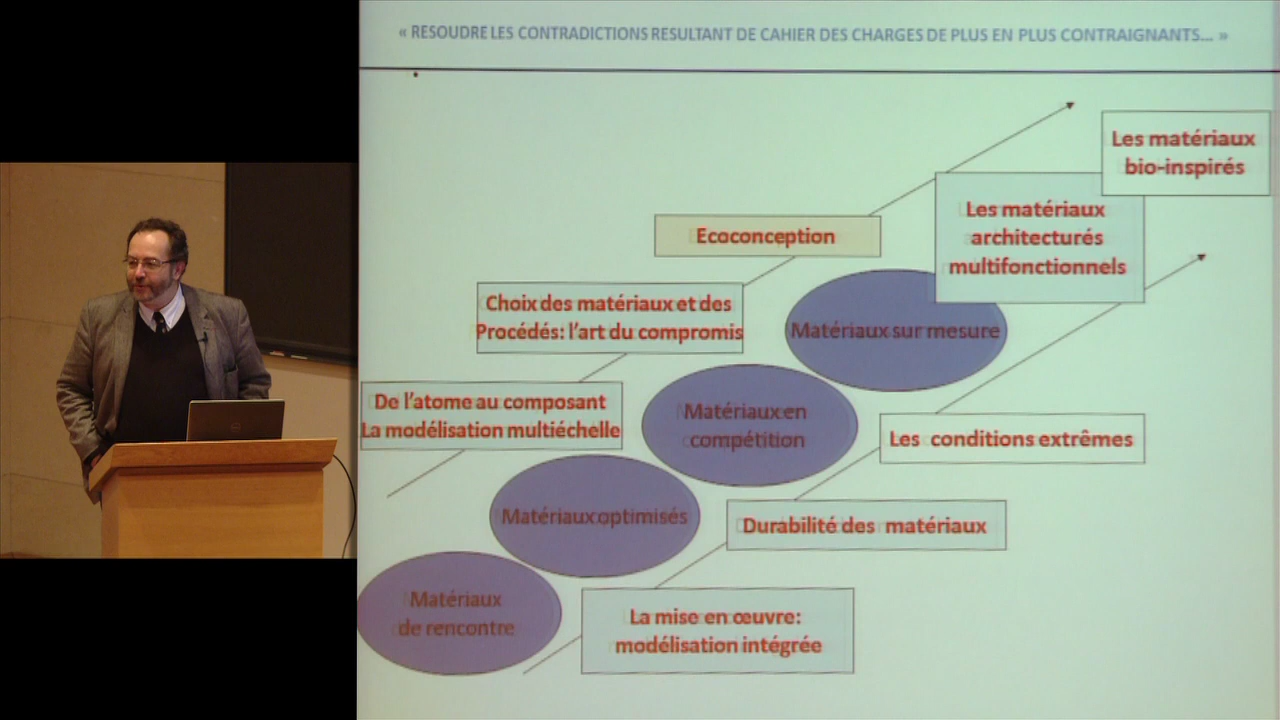 « RESOUDRE LES CONTRADICTIONS RESULTANT DE CAHIER DES CHARGES DE PLUS EN PLUS CONTRAIGNANTS... »
Les matériaux
bio-inspirés
Les matériaux
architecturés
multifonctionnels
Ecoconception
Choix des matériaux et des
Procédés: l'art du compromis
Matériaux sur mesure
De l'atome au composant
La modélisation multiéchelle
Matériaux en
compétition
Les conditions extrêmes
Matériaux optimisés
Durabilité des matériaux
Matériaux
de rencontre
La mise en œuvre:
modélisation intégrée